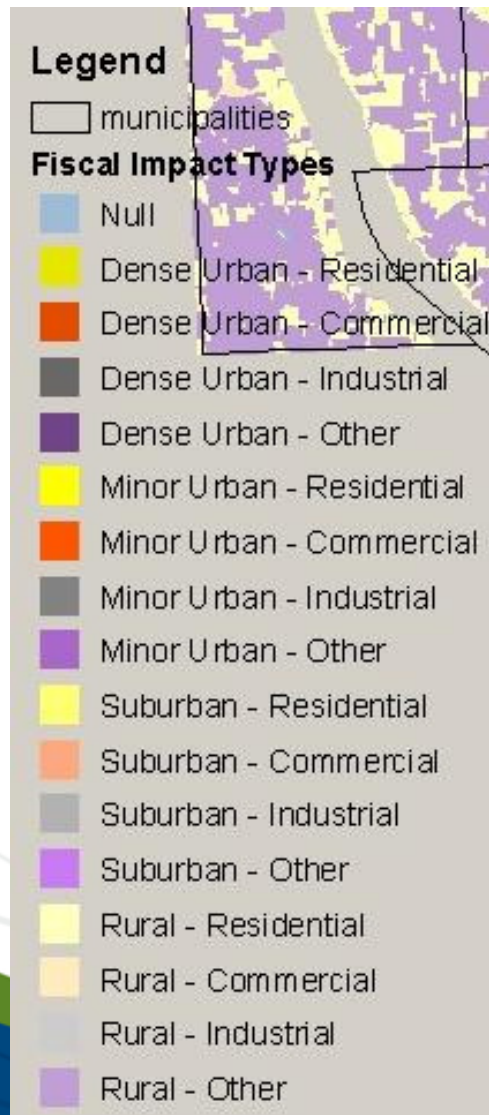 Legend
municipalities
Fiscal Impact Types
Null
Dense Urban - Residential
Dense Urban - Commercial
Dense Urban - Industrial
Dense Urban - Other
Minor Urban - Residential
Minor Urban - Commercial
Minor Urban - Industrial
Minor Urban - Other
Suburban - Residential
Suburban - Commercial
Suburban - Industrial
Suburban - Other
Rural - Residential
Rural - Commercial
Rural - Industrial
Rural - Other